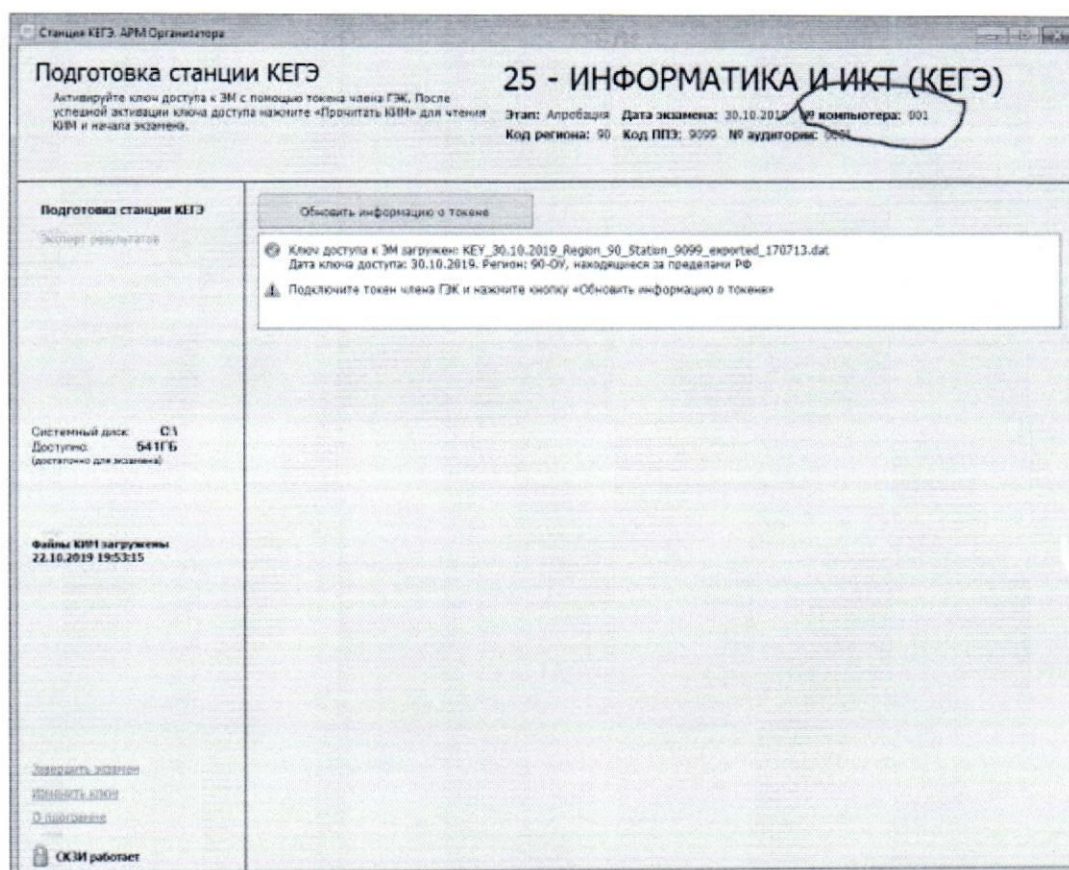 Станция КЕГЭ. АРМ Организатора
Подготовка станции КЕГЭ
Активируйте ключ доступа к ЭМ с помощью токена члена ГЭК. После
успешной активации ключа доступа нажмите «Прочитать КИМ» для чтения
КИМ и начала экзамена.
25 - ИНФОРМАТИКА И ИКТ (КЕГЭ)
Этап: Апробация Дата экзамена: 30.10.2019 № компьютера: 001
Код региона: 90 Код ППЭ: 9099 № аудитории:
Подготовка станции КЕГЭ
Экспорт результатов
Обновить информацию о токене
Ключ доступа к ЭМ загружен: KEY_30.10.2019_Region_90_Station_9099_exported_170713.dat
Дата ключа доступа: 30.10.2019. Регион: 90-ОУ, находящиеся за пределами РФ
Подключите токен члена ГЭК и нажмите кнопку «Обновить информацию о токене»
Системный диск: C:\
Доступно: 541ГБ
(достаточно для экзамена)
Файлы КИМ загружены
22.10.2019 19:53:15
Завершить экзамен
Изменить ключ
О программе
СКЗИ работает